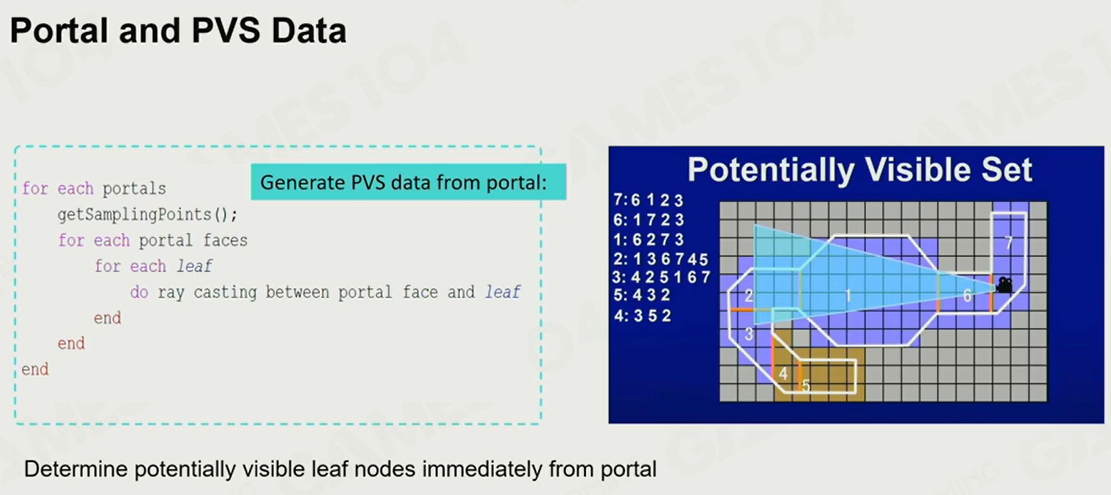 Portal and PVS Data
Generate PVS data from portal:
for each portals
getSamplingPoints();
for each portal faces
for each leaf
do ray casting between portal face and leaf
end
end
end
Potentially Visible Set
7: 6 1 2 3
6: 1 7 2 3
1: 6 2 7 3
2: 1 3 6 7 4 5
3: 4 2 5 1 6 7
5: 4 3 2
4: 3 5 2
7
2
1
6
3
4
5
Determine potentially visible leaf nodes immediately from portal
GAMES 104